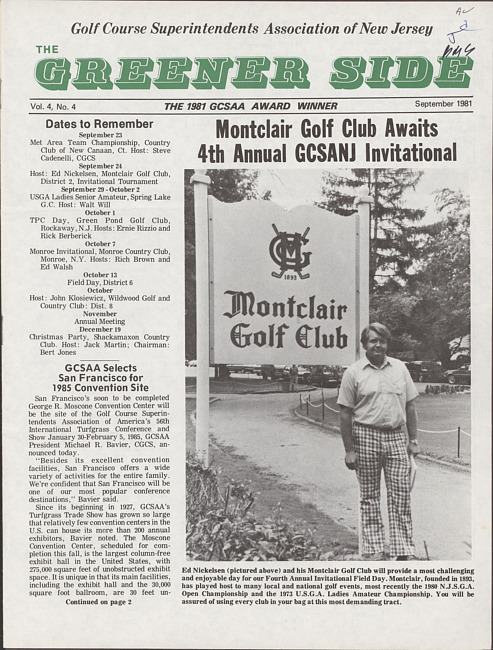 Golf Course Superintendents Association of New Jersey
THE
GREENER SIDE
Vol. 4, No. 4
THE 1981 GCSAA AWARD WINNER
September 1981
Dates to Remember
September 23
Met Area Team Championship, Country
Club of New Canaan, Ct. Host: Steve
Cadenelli, CGCS
September 24
Host: Ed Nickelsen, Montclair Golf Club,
District 2, Invitational Tournament
September 29 - October 2
USGA Ladies Senior Amateur, Spring Lake
G.C. Host: Walt Will
October 1
TPC Day, Green Pond Golf Club,
Rockaway, N.J. Hosts: Ernie Rizzio and
Rick Berberick
October 7
Monroe Invitational, Monroe Country Club,
Monroe, N.Y. Hosts: Rich Brown and
Ed Walsh
October 13
Field Day, District 6
October
Host: John Klosiewicz, Wildwood Golf and
Country Club: Dist. 8
November
Annual Meeting
December 19
Christmas Party, Shackamaxon Country
Club. Host: Jack Martin; Chairman:
Bert Jones
GCSAA Selects
San Francisco for
1985 Convention Site
San Francisco's soon to be completed
George R. Moscone Convention Center will
be the site of the Golf Course Superin-
tendents Association of America's 56th
International Turfgrass Conference and
Show January 30-February 5, 1985, GCSAA
President Michael R. Bavier, CGCS, an-
nounced today.
"Besides its excellent convention
facilities, San Francisco offers a wide
variety of activities for the entire family.
We're confident that San Francisco will be
one of our most popular conference
destinations," Bavier said.
Since its beginning in 1927, GCSAA's
Turfgrass Trade Show has grown so large
that relatively few convention centers in the
U.S. can house its more than 200 annual
exhibitors, Bavier noted. The Moscone
Convention Center, scheduled for com-
pletion this fall, is the largest column-free
exhibit hall in the United States, with
275,000 square feet of unobstructed exhibit
space. It is unique in that its main facilities,
including the exhibit hall and the 30,000
square foot ballroom, are 30 feet un-
Continued on page 2
Montclair Golf Club Awaits
4th Annual GCSANJ Invitational
MGC
1893
Montclair
Golf Club
Ed Nickelsen (pictured above) and his Montclair Golf Club will provide a most challenging
and enjoyable day for our Fourth Annual Invitational Field Day. Montclair, founded in 1893,
has played host to many local and national golf events, most recently the 1980 N.J.S.G.A.
Open Championship and the 1973 U.S.G.A. Ladies Amateur Championship. You will be
assured of using every club in your bag at this most demanding tract.